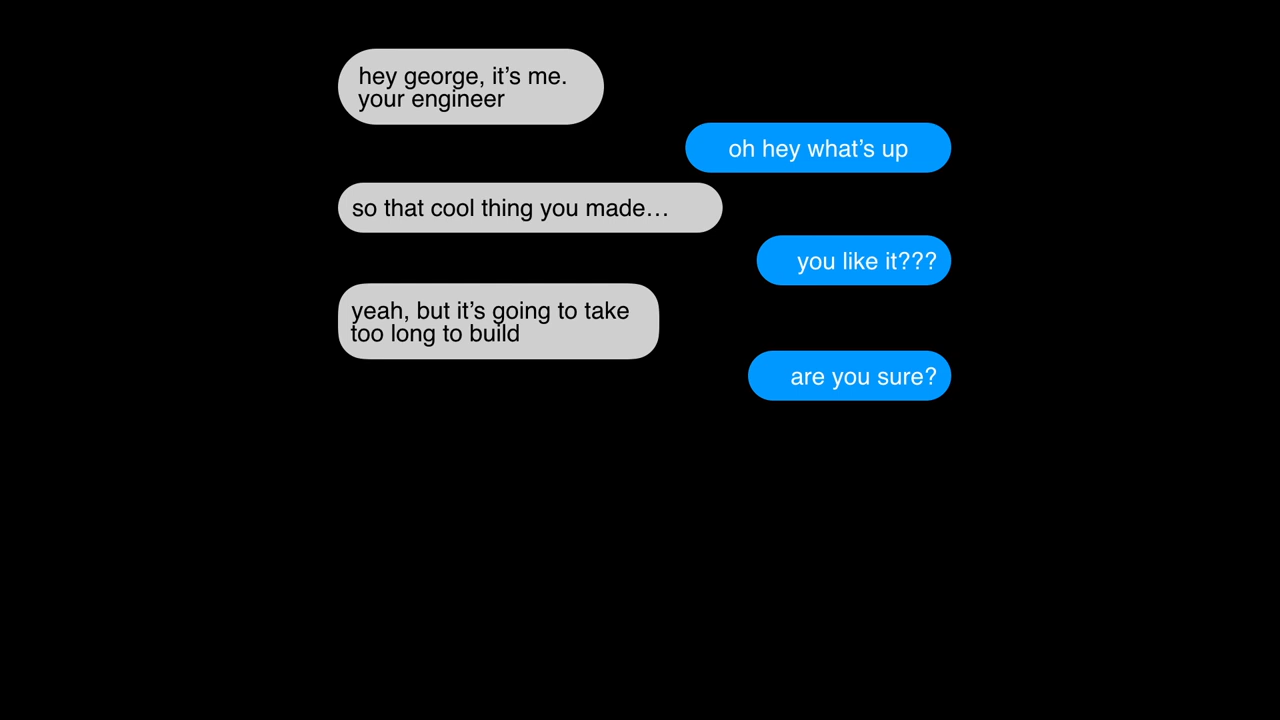 hey george, it’s me.
your engineer
oh hey what’s up
so that cool thing you made…
you like it???
yeah, but it’s going to take
too long to build
are you sure?